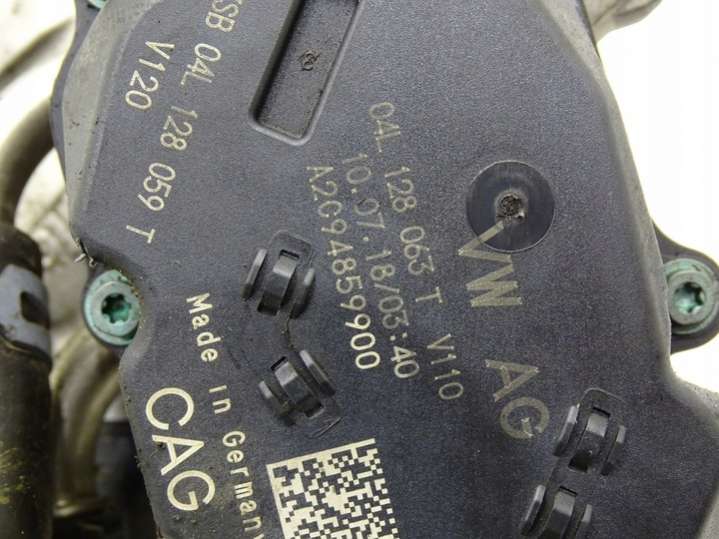 SB 04L 128 059 T
V120
04L 128 063 T V110
10.07.18/03:40
A2C94859900
VW AG
Made in Germany
CAG